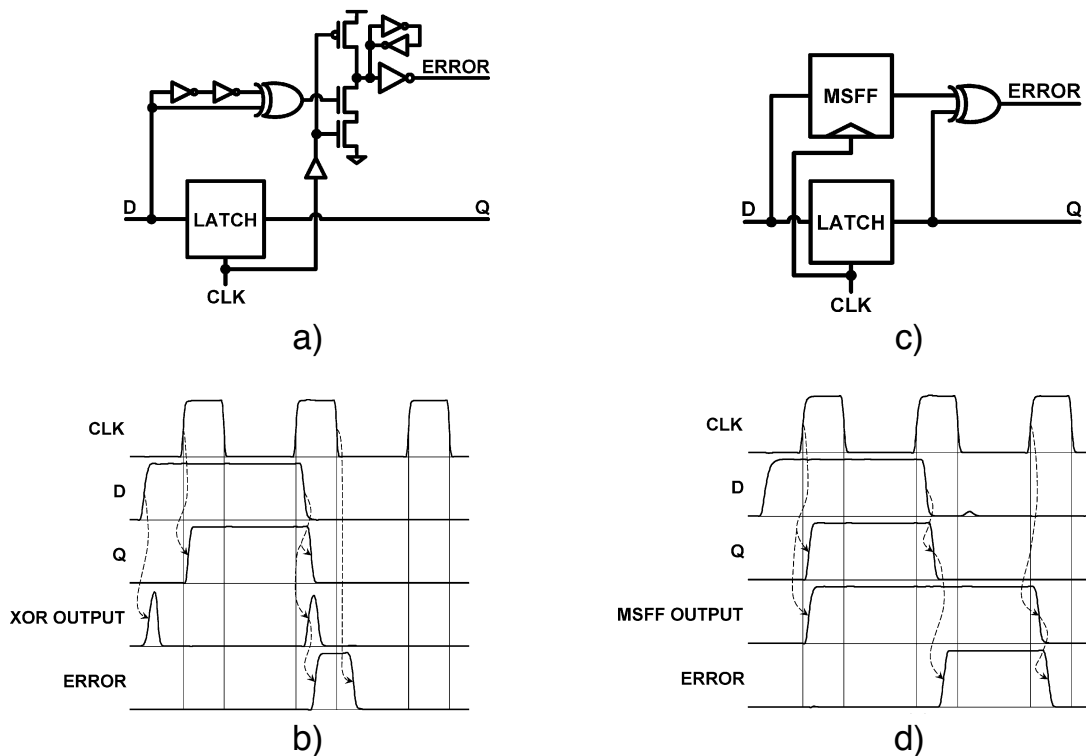 ERROR
D
LATCH
Q
CLK
a)
MSFF
ERROR
D
LATCH
Q
CLK
c)
CLK
D
Q
XOR OUTPUT
ERROR
b)
CLK
D
Q
MSFF OUTPUT
ERROR
d)